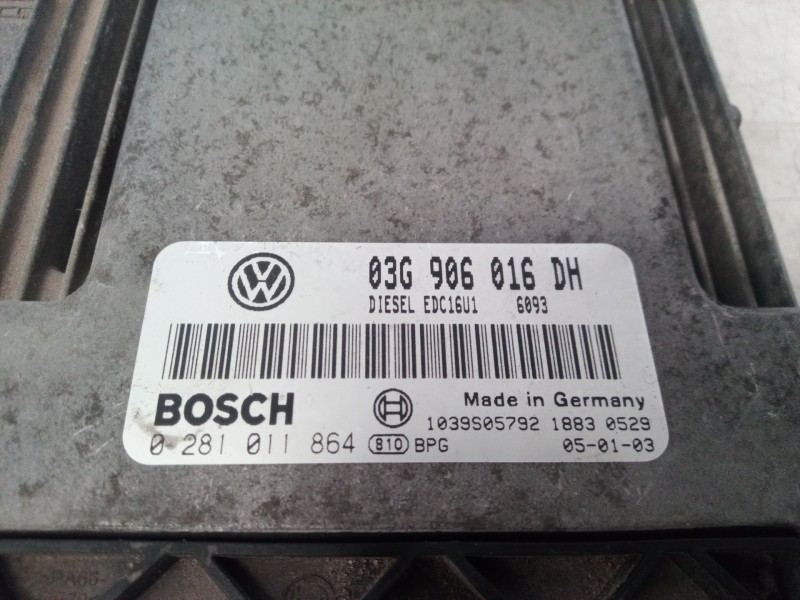 03G 906 016 DH
DIESEL EDC16U1 6093
BOSCH
Made in Germany
1039S05792 1883 0529
0 281 011 864 810 BPG
05-01-03